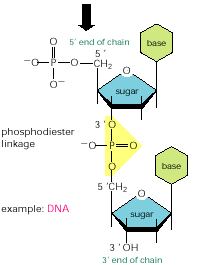 O 5´ end of chain
5´
⁻O—P—O—CH₂
base
O⁻
O
sugar
3´O
phosphodiester
linkage
⁻O—P=O
O
base
5´CH₂
O
example: DNA
sugar
3´OH
3´ end of chain